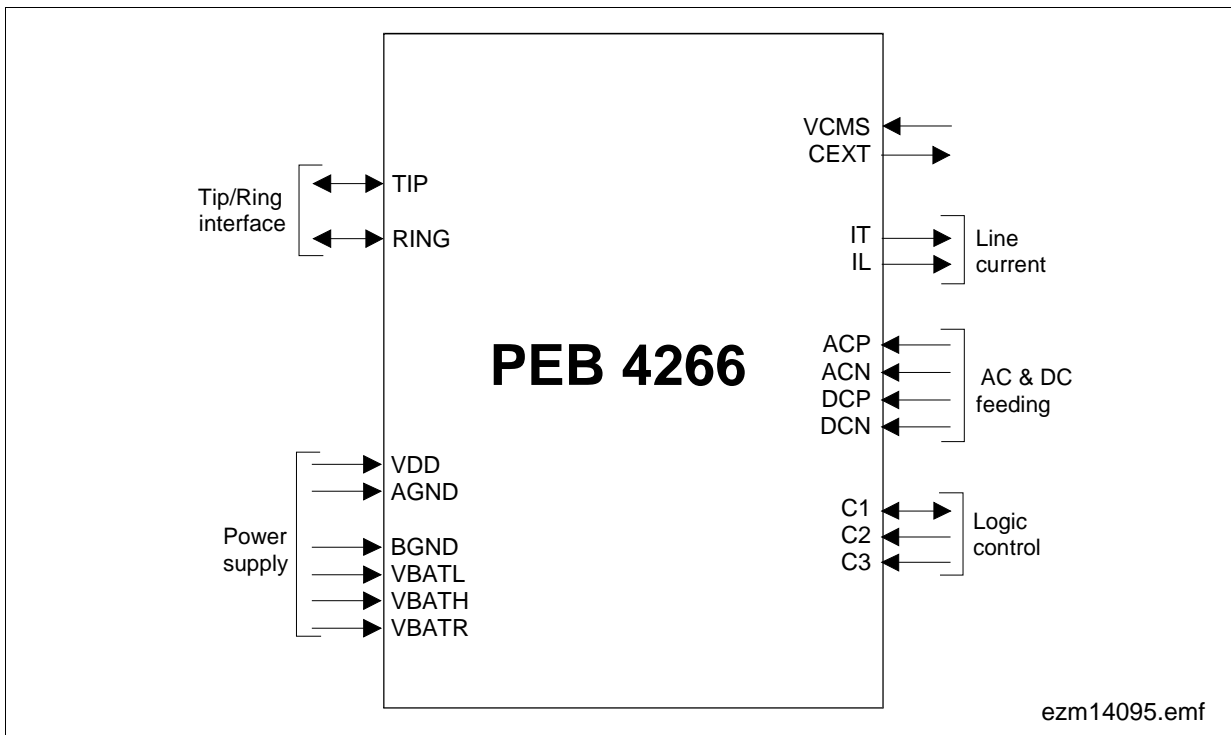 VCMS
CEXT
Tip/Ring
interface
TIP
RING
IT
IL
Line
current
PEB 4266
ACP
ACN
DCP
DCN
AC & DC
feeding
Power
supply
VDD
AGND
BGND
VBATL
VBATH
VBATR
C1
C2
C3
Logic
control
ezm14095.emf